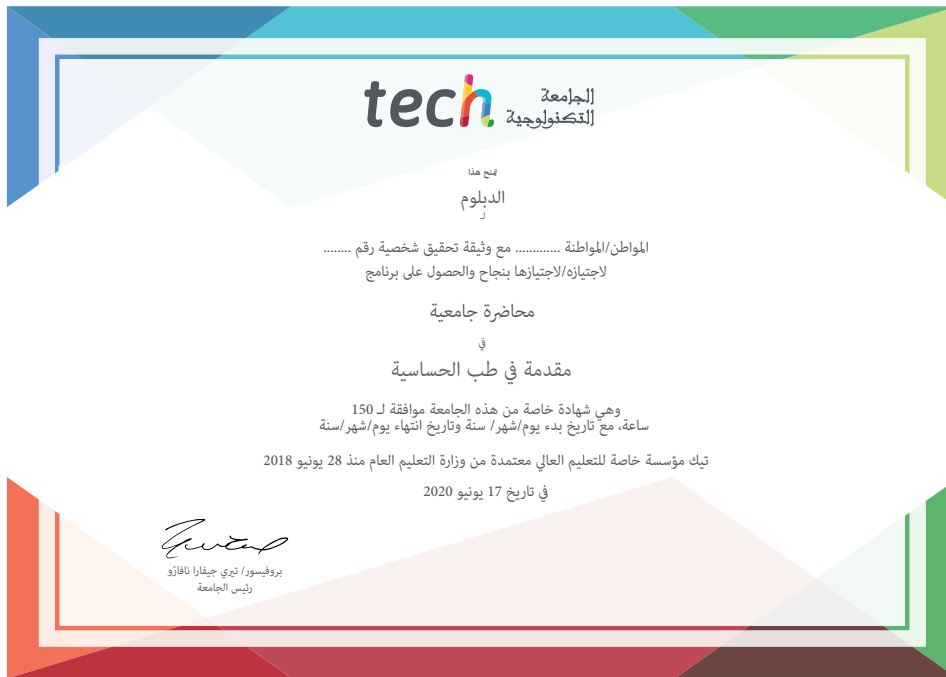 tech الجامعة
التكنولوجية
يمنح هذا
الدبلوم
لـ
المواطن/المواطنة ............. مع وثيقة تحقيق شخصية رقم ........
لاجتيازه/لاجتيازها بنجاح والحصول على برنامج
محاضرة جامعية
في
مقدمة في طب الحساسية
وهي شهادة خاصة من هذه الجامعة موافقة لـ 150
ساعة، مع تاريخ بدء يوم/شهر/ سنة وتاريخ انتهاء يوم/شهر/سنة
تيك مؤسسة خاصة للتعليم العالي معتمدة من وزارة التعليم العام منذ 28 يونيو 2018
في تاريخ 17 يونيو 2020
بروفيسور/ تيري جيفارا نافارّو
رئيس الجامعة